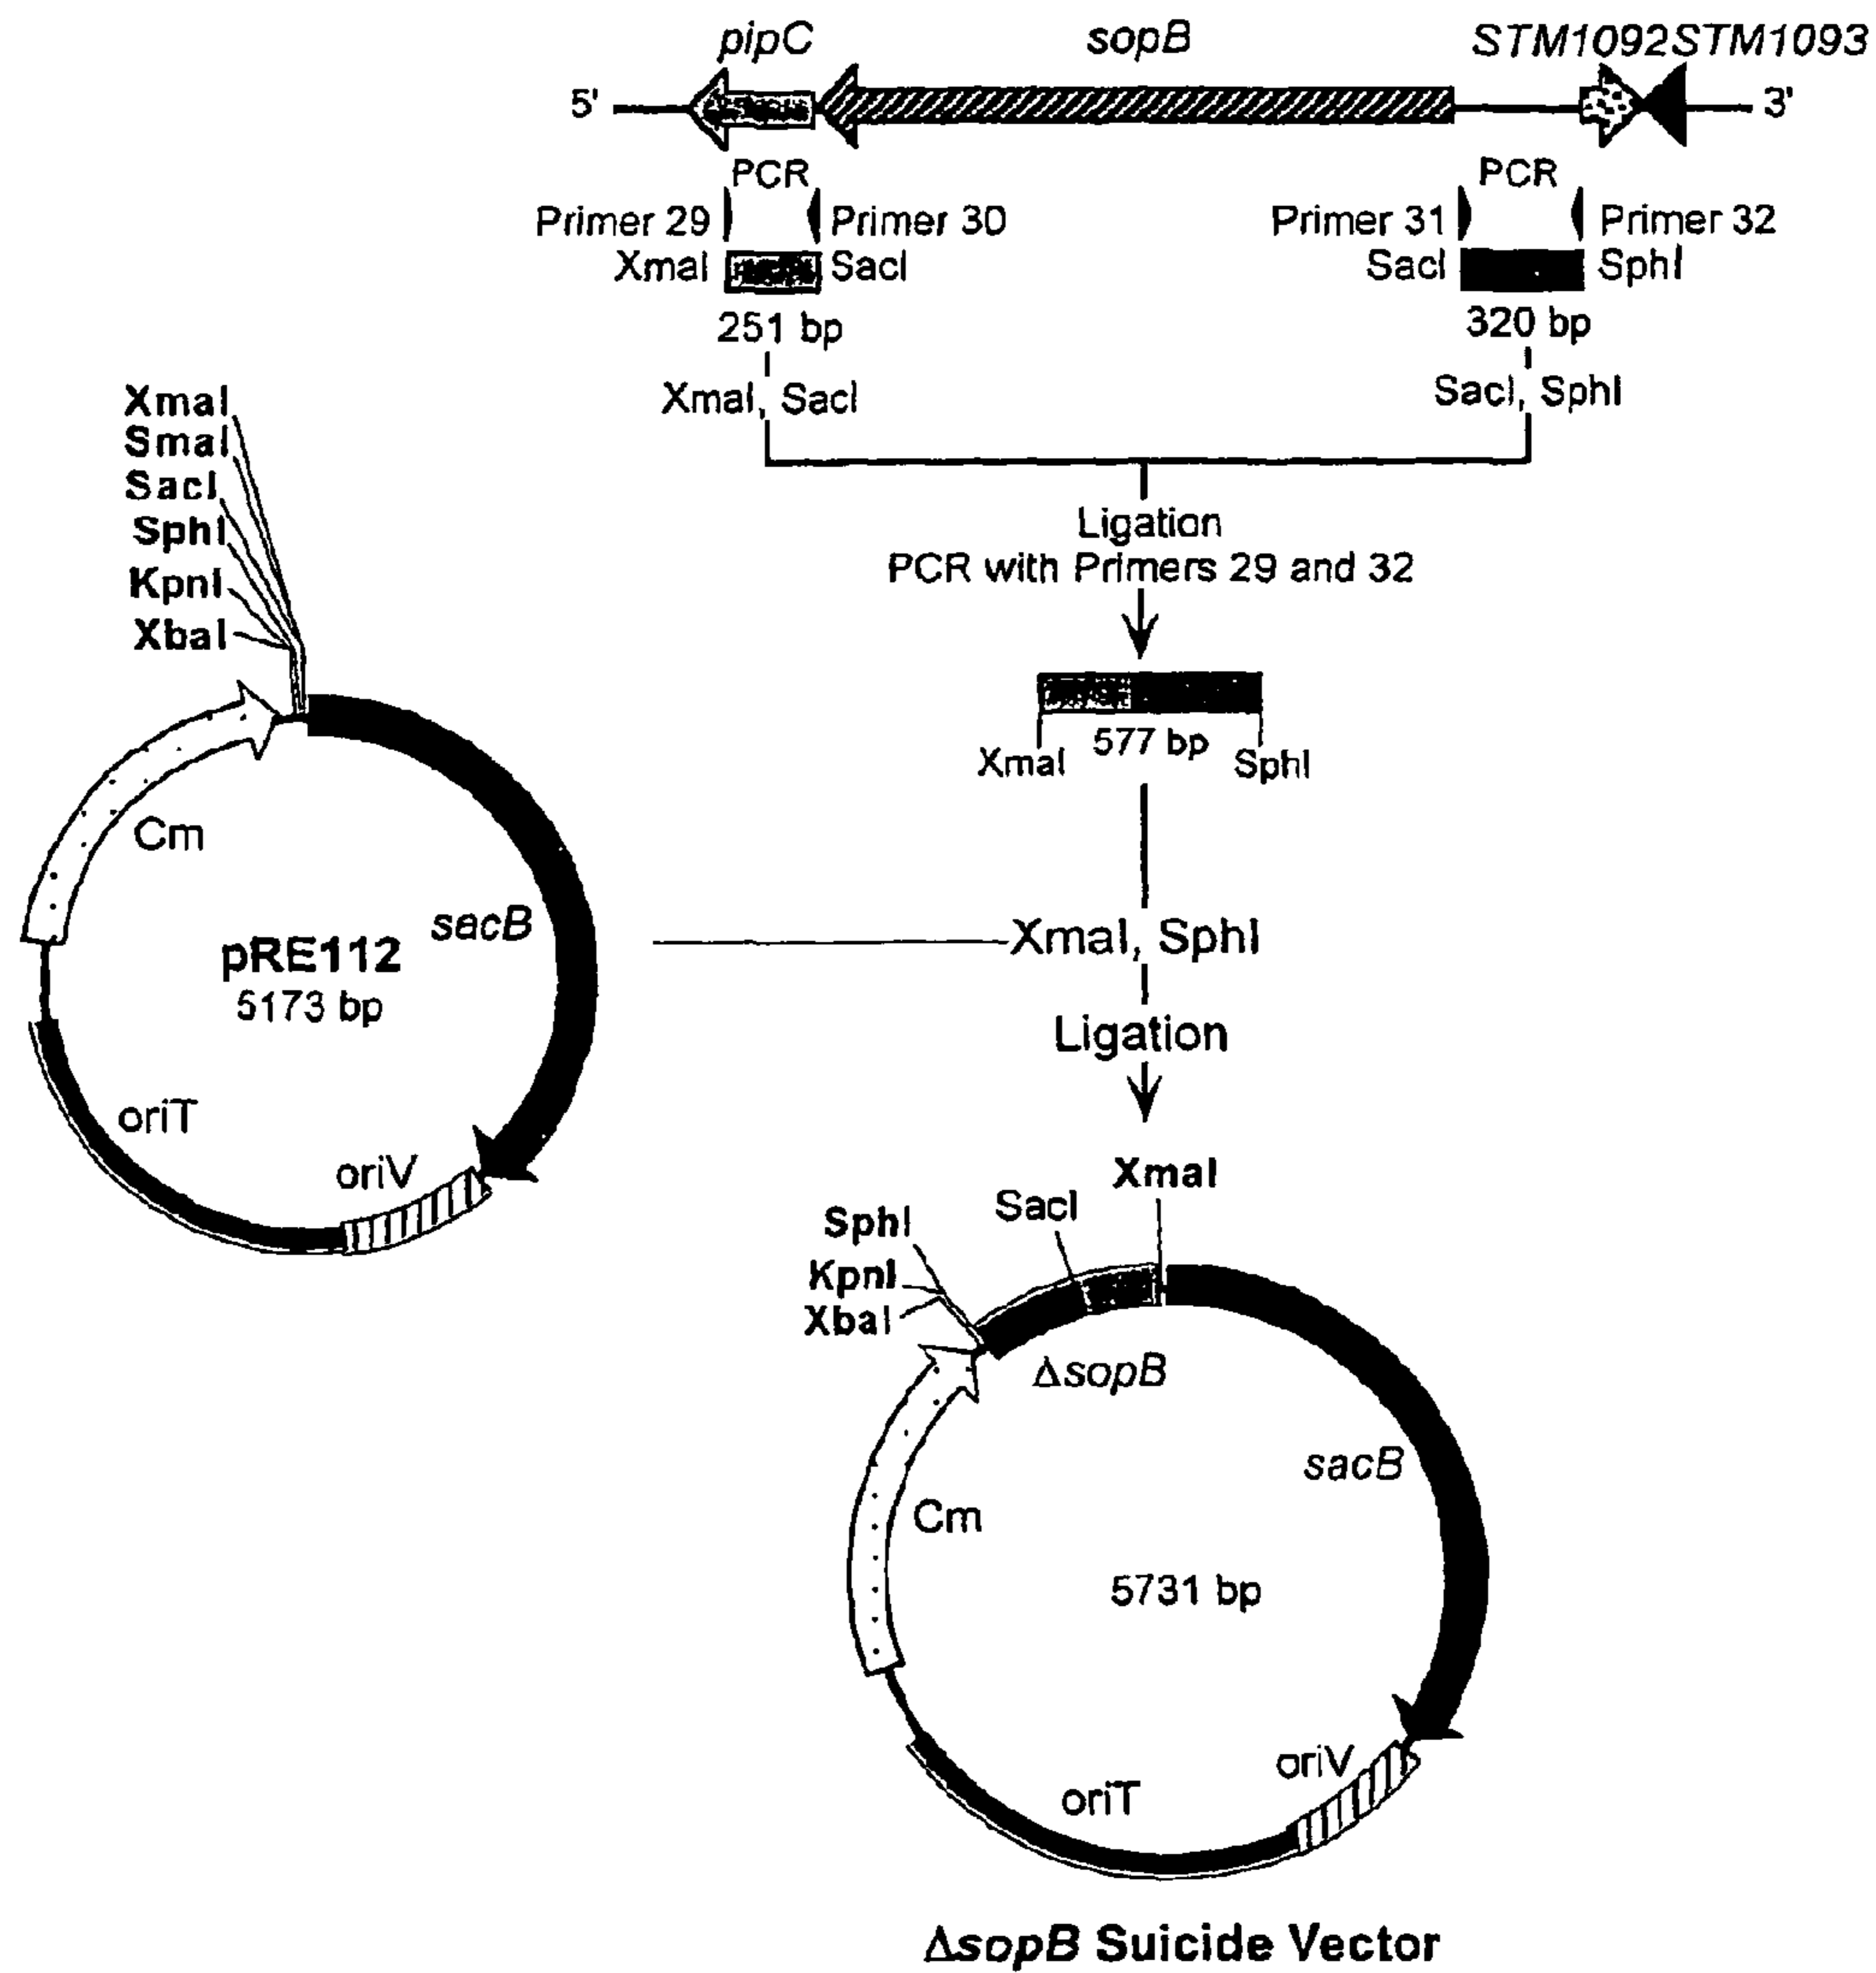 pipC sopB STM1092STM1093
5' 3'
PCR PCR
Primer 29 Primer 30 Primer 31 Primer 32
XmaI SacI SacI SphI
251 bp 320 bp
XmaI, SacI SacI, SphI
XmaI
SmaI
SacI
SphI
KpnI
XbaI
Ligation
PCR with Primers 29 and 32
577 bp
XmaI SphI
Cm
sacB
pRE112
5173 bp
oriT
oriV
XmaI, SphI
Ligation
XmaI
SacI
SphI
KpnI
XbaI
ΔsopB
sacB
Cm
5731 bp
oriV
oriT
ΔsopB Suicide Vector